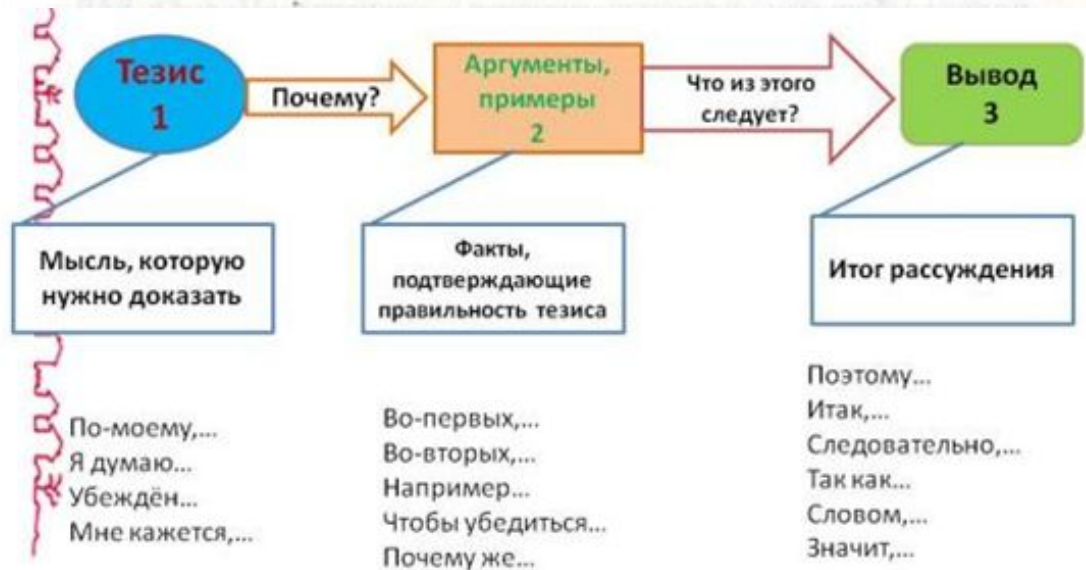 Тезис
1
Почему?
Аргументы,
примеры
2
Что из этого
следует?
Вывод
3
Мысль, которую
нужно доказать
Факты,
подтверждающие
правильность тезиса
Итог рассуждения
По-моему,...
Я думаю...
Убеждён...
Мне кажется,...
Во-первых,...
Во-вторых,...
Например...
Чтобы убедиться...
Почему же...
Поэтому...
Итак,...
Следовательно,...
Так как...
Словом,...
Значит,...